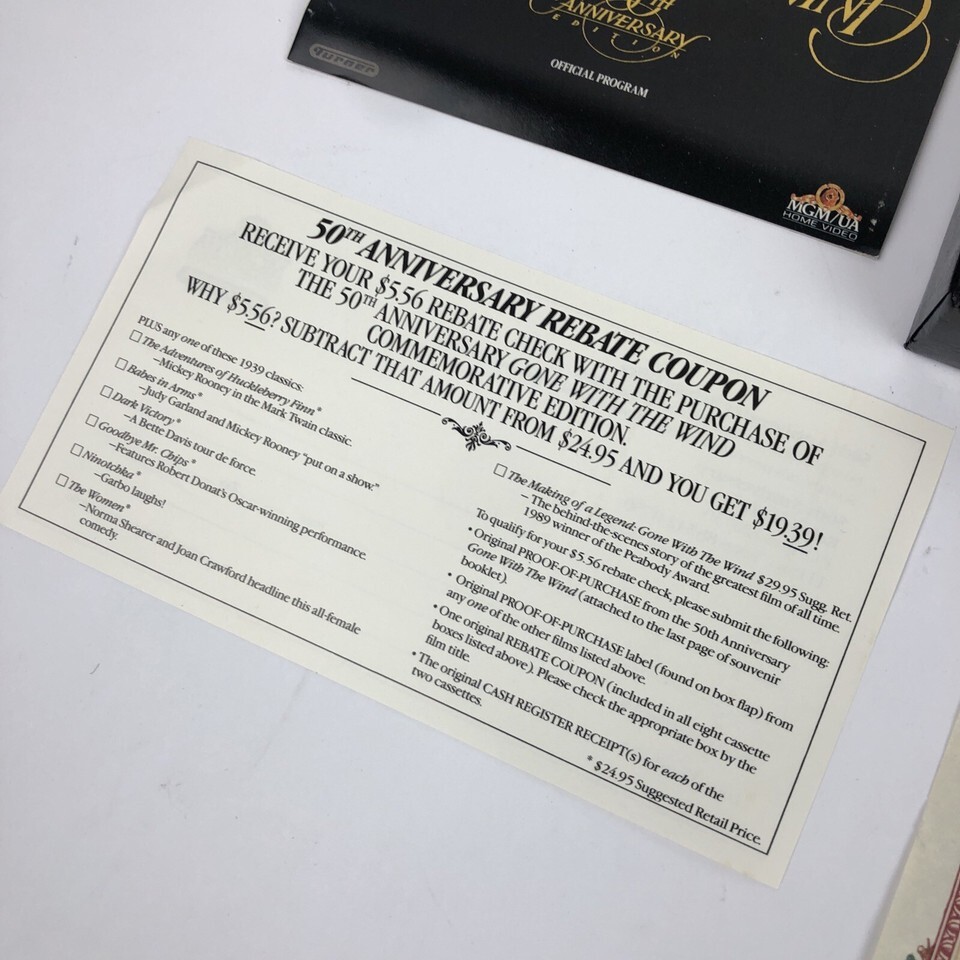 Turner
TH
ANNIVERSARY
EDITION
OFFICIAL PROGRAM
MGM/UA
HOME VIDEO
50TH ANNIVERSARY REBATE COUPON
RECEIVE YOUR $5.56 REBATE CHECK WITH THE PURCHASE OF
THE 50TH ANNIVERSARY GONE WITH THE WIND
COMMEMORATIVE EDITION.
WHY $5.56? SUBTRACT THAT AMOUNT FROM $24.95 AND YOU GET $19.39!
PLUS any one of these 1939 classics:
☐ The Adventures of Huckleberry Finn*
–Mickey Rooney in the Mark Twain classic.
☐ Babes in Arms*
–Judy Garland and Mickey Rooney "put on a show."
☐ Dark Victory*
–A Bette Davis tour de force.
☐ Goodbye Mr. Chips*
–Features Robert Donat's Oscar-winning performance.
☐ Ninotchka*
–Garbo laughs!
☐ The Women*
–Norma Shearer and Joan Crawford headline this all-female
comedy.
☐ The Making of a Legend: Gone With The Wind $29.95 Sugg. Ret.
– The behind-the-scenes story of the greatest film of all time.
1989 winner of the Peabody Award.
To qualify for your $5.56 rebate check, please submit the following:
• Original PROOF-OF-PURCHASE from the 50th Anniversary
Gone With The Wind (attached to the last page of souvenir
booklet).
• Original PROOF-OF-PURCHASE label (found on box flap) from
any one of the other films listed above.
• One original REBATE COUPON (included in all eight cassette
boxes listed above). Please check the appropriate box by the
film title.
• The original CASH REGISTER RECEIPT(s) for each of the
two cassettes.
* $24.95 Suggested Retail Price.